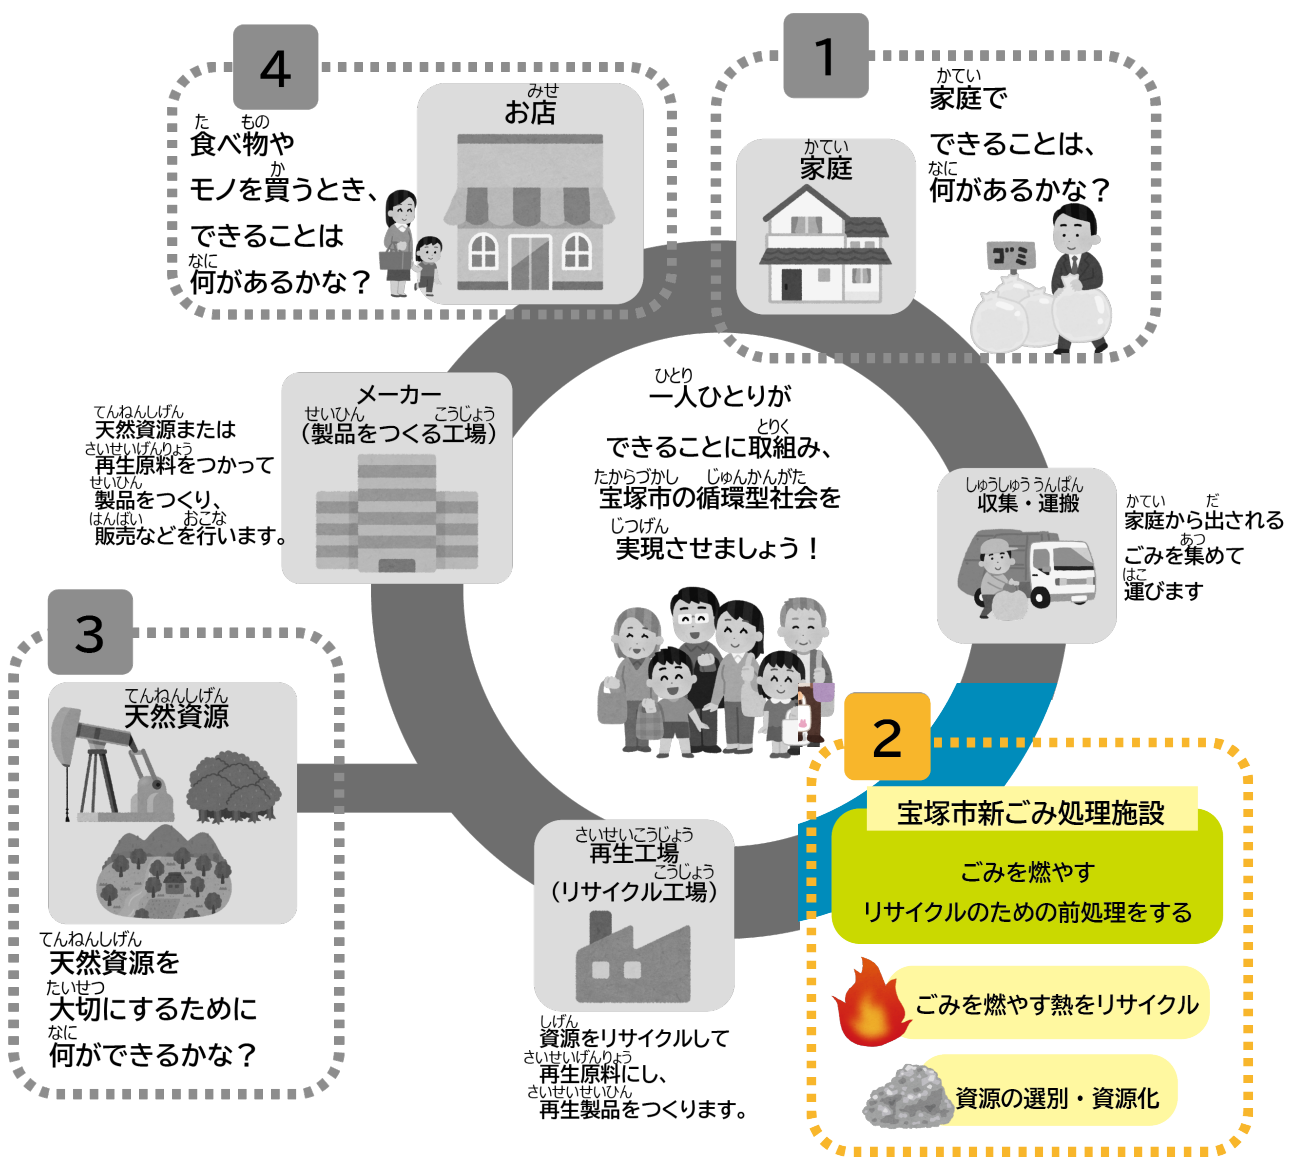 4
た もの
食べ物や
か
モノを買うとき、
できることは
なに
何があるかな？
みせ
お店
1
かてい
家庭
かてい
家庭で
できることは、
なに
何があるかな？
ゴミ
メーカー
せいひん こうじょう
（製品をつくる工場）
てんねんしげん
天然資源または
さいせいげんりょう
再生原料をつかって
せいひん
製品をつくり、
はんばい おこな
販売などを行います。
ひとり
一人ひとりが
とりく
できることに取組み、
たからづかし じゅんかんがた
宝塚市の循環型社会を
じつげん
実現させましょう！
しゅうしゅう うんぱん
収集・運搬
かてい だ
家庭から出される
あつ
ごみを集めて
はこ
運びます
3
てんねんしげん
天然資源
てんねんしげん
天然資源を
たいせつ
大切にするために
なに
何ができるかな？
さいせいこうじょう
再生工場
こうじょう
（リサイクル工場）
しげん
資源をリサイクルして
さいせいげんりょう
再生原料にし、
さいせいせいひん
再生製品をつくります。
2
宝塚市新ごみ処理施設
ごみを燃やす
リサイクルのための前処理をする
ごみを燃やす熱をリサイクル
資源の選別・資源化